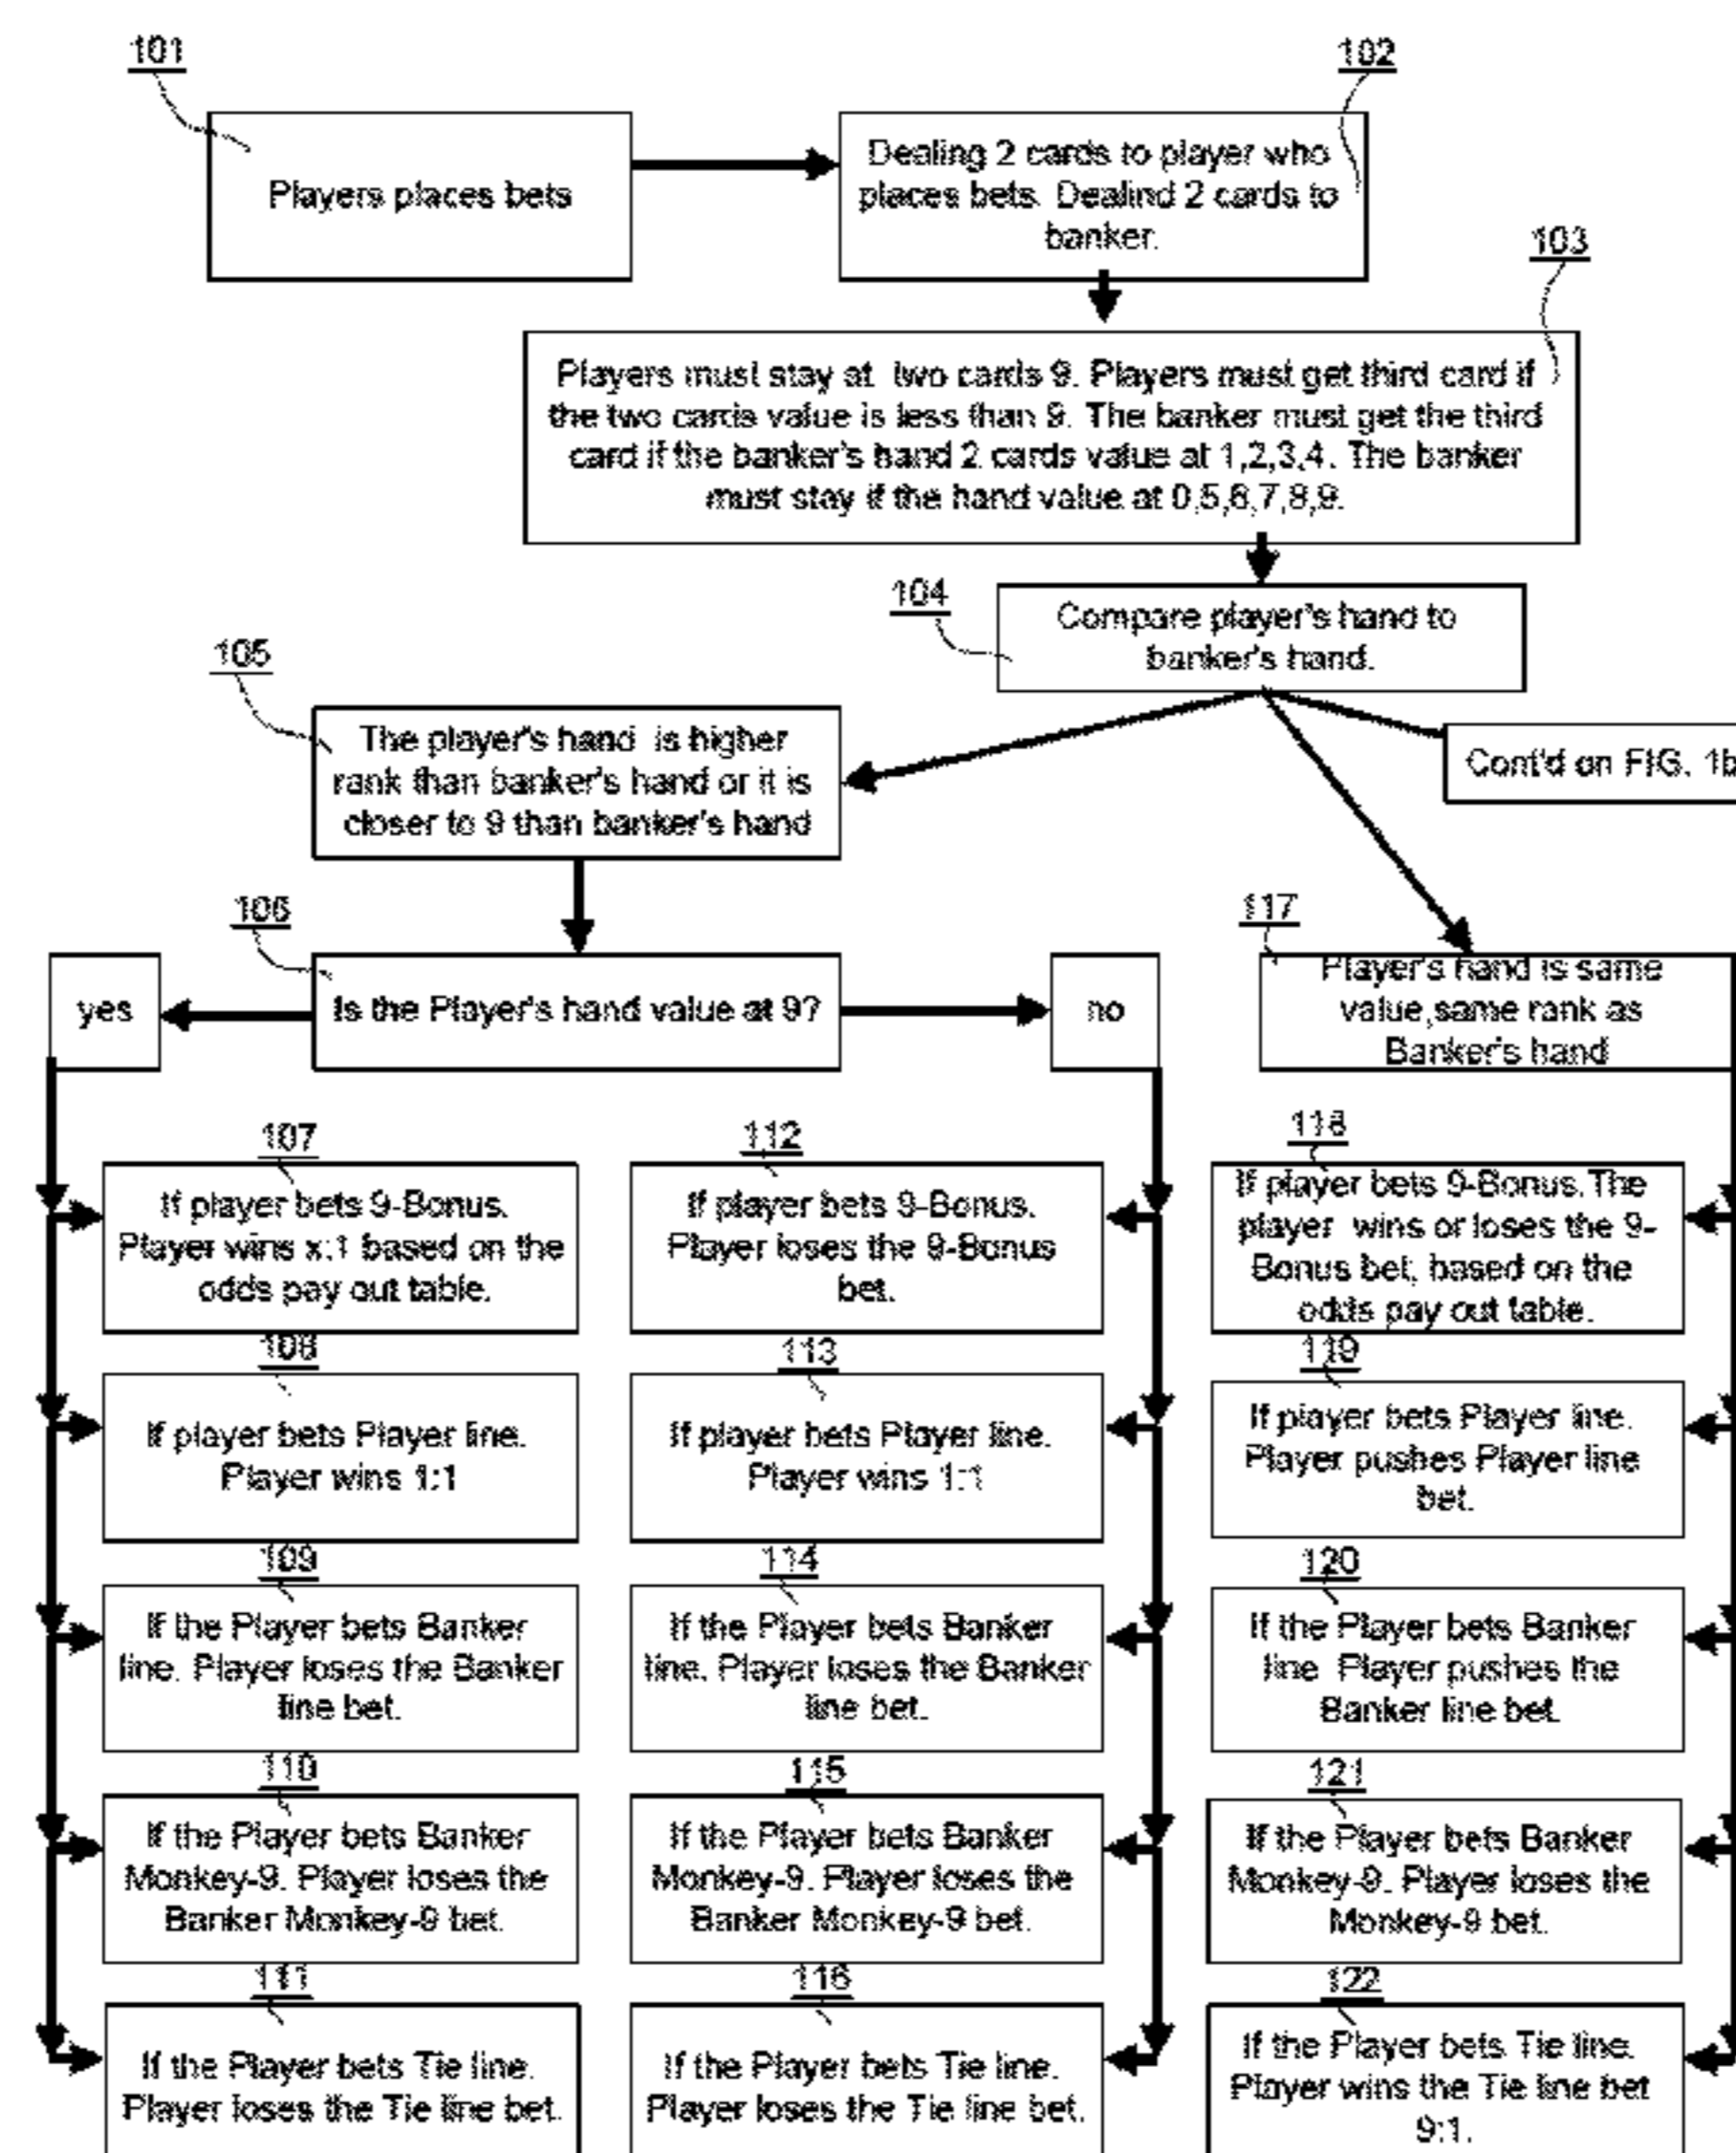 101
102
Players places bets
Dealing 2 cards to player who
places bets. Dealind 2 cards to
banker.
103
Players must stay at two cards 9. Players must get third card if
the two cards value is less than 9. The banker must get the third
card if the banker's hand 2 cards value at 1,2,3,4. The banker
must stay if the hand value at 0,5,6,7,8,9.
104
Compare player's hand to
banker's hand.
105
The player's hand is higher
rank than banker's hand or it is
closer to 9 than banker's hand
Cont'd on FIG. 1b
106
yes
Is the Player's hand value at 9?
no
117
Player's hand is same
value,same rank as
Banker's hand
107
If player bets 9-Bonus.
Player wins x:1 based on the
odds pay out table.
112
If player bets 9-Bonus.
Player loses the 9-Bonus
bet.
118
If player bets 9-Bonus.The
player wins or loses the 9-
Bonus bet, based on the
odds pay out table.
108
If player bets Player line.
Player wins 1:1
113
If player bets Player line.
Player wins 1:1
119
If player bets Player line.
Player pushes Player line
bet.
109
If the Player bets Banker
line. Player loses the Banker
line bet.
114
If the Player bets Banker
line. Player loses the Banker
line bet.
120
If the Player bets Banker
line Player pushes the
Banker line bet.
110
If the Player bets Banker
Monkey-9. Player loses the
Banker Monkey-9 bet.
115
If the Player bets Banker
Monkey-9. Player loses the
Banker Monkey-9 bet.
121
If the Player bets Banker
Monkey-9. Player loses the
Monkey-9 bet.
111
If the Player bets Tie line.
Player loses the Tie line bet.
116
If the Player bets Tie line.
Player loses the Tie line bet.
122
If the Player bets Tie line.
Player wins the Tie line bet
9:1.